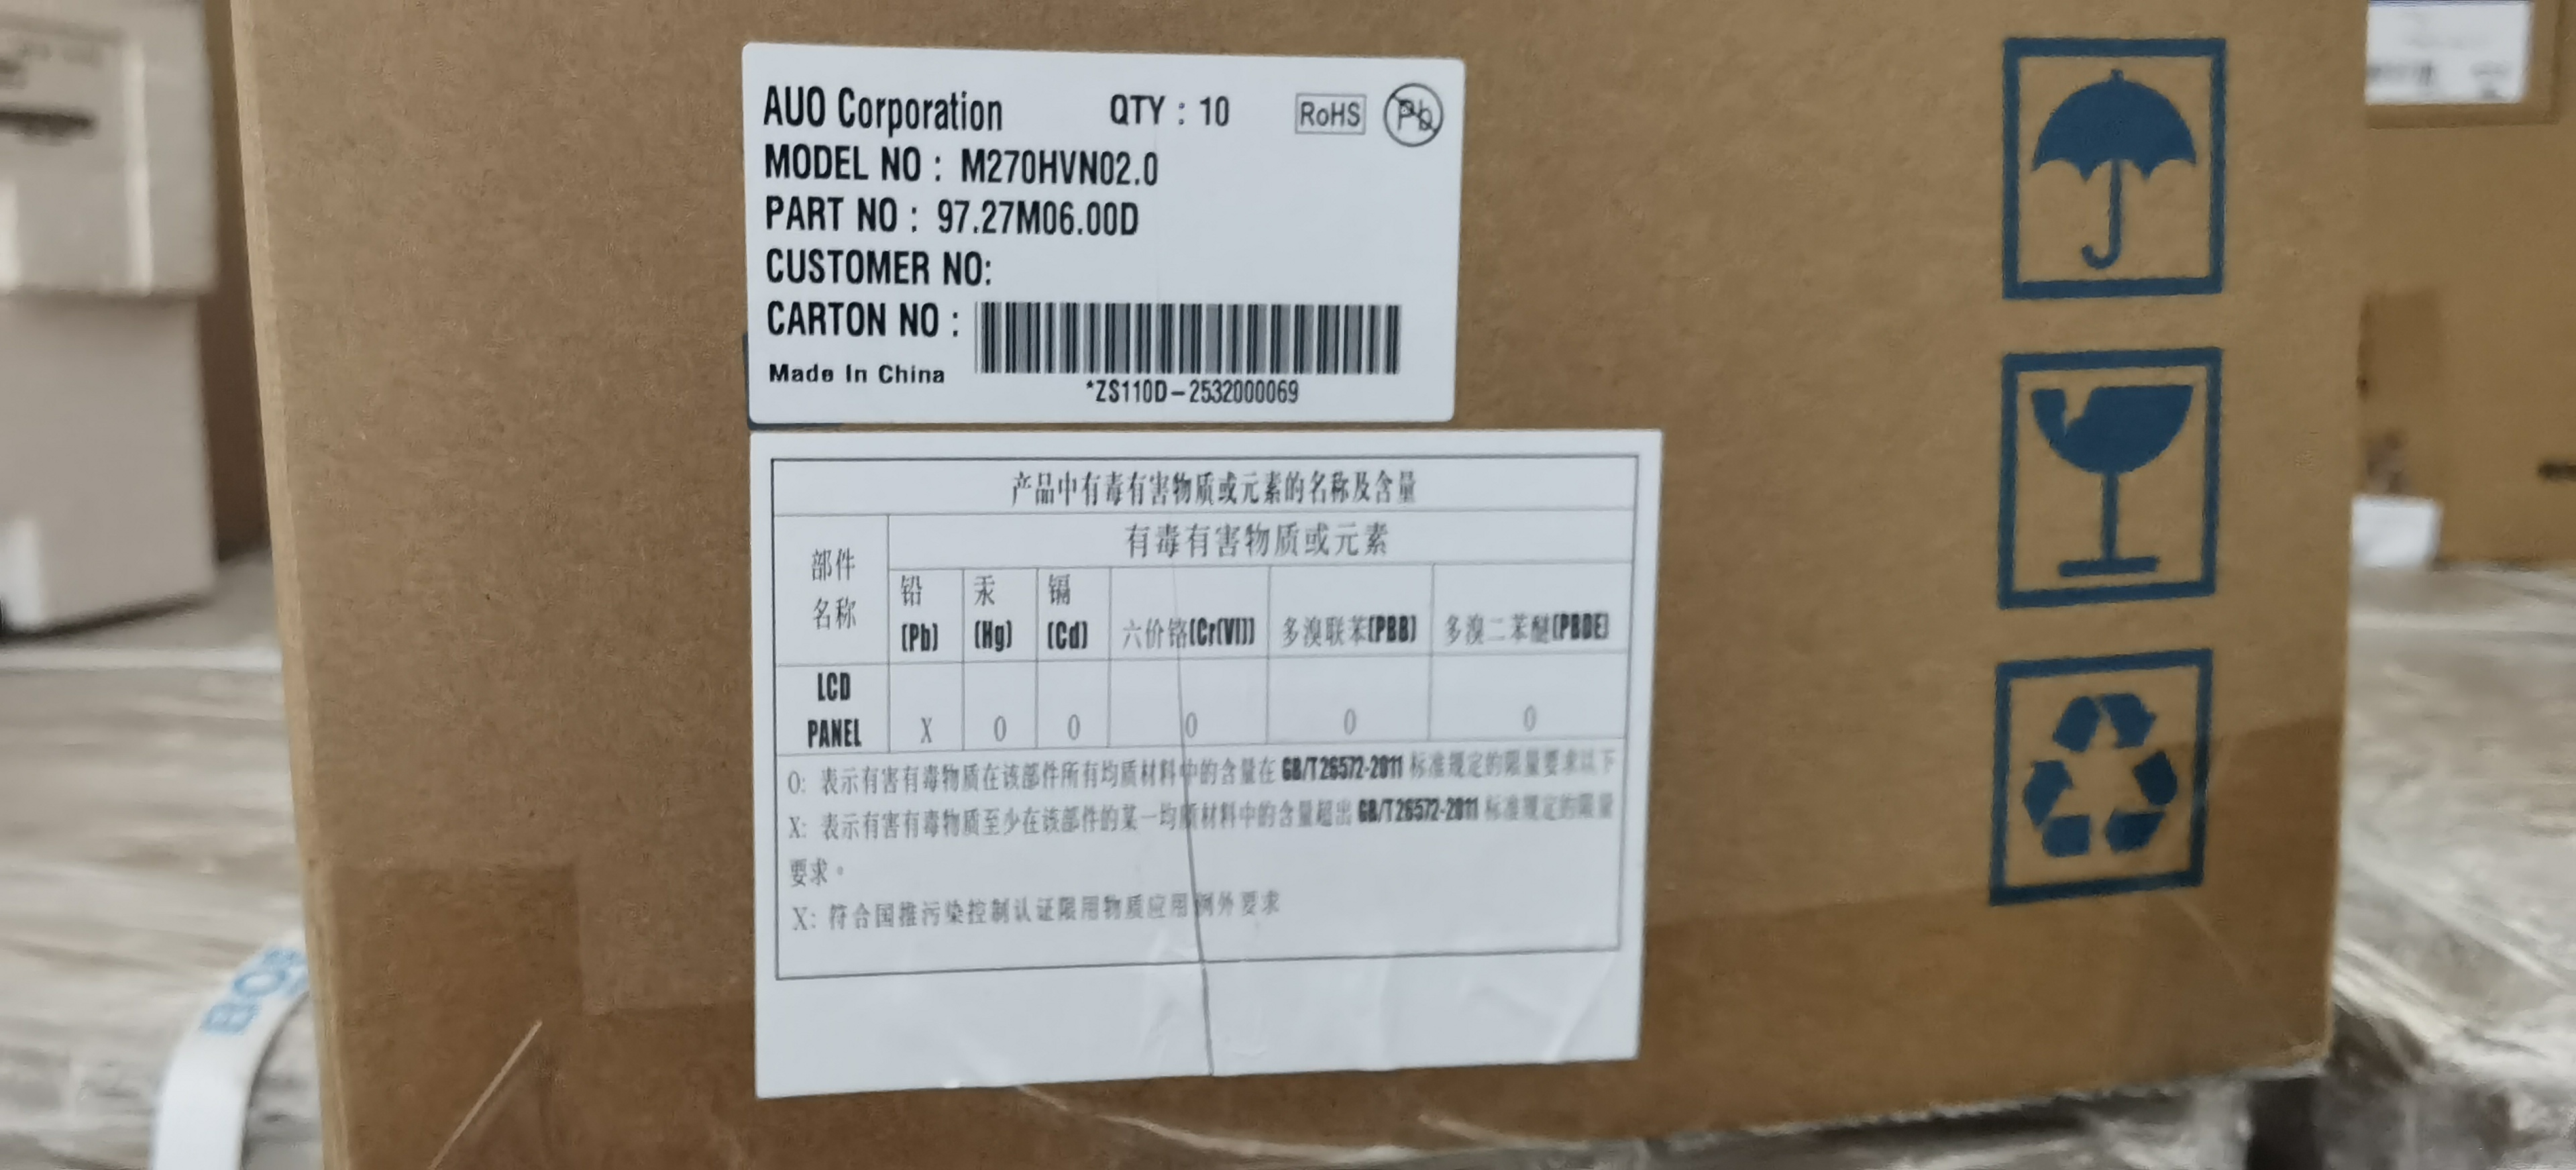 AUO Corporation QTY : 10 RoHS Pb
MODEL NO : M270HVN02.0
PART NO : 97.27M06.00D
CUSTOMER NO:
CARTON NO :
Made In China
*ZS110D-2532000069
产品中有毒有害物质或元素的名称及含量
部件名称
有毒有害物质或元素
铅(Pb) 汞(Hg) 镉(Cd) 六价铬(Cr(VI)) 多溴联苯(PBB) 多溴二苯醚(PBDE)
LCD PANEL X 0 0 0 0 0
0: 表示有害有毒物质在该部件所有均质材料中的含量在 GB/T26572-2011 标准规定的限量要求以下
X: 表示有害有毒物质至少在该部件的某一均质材料中的含量超出 GB/T26572-2011 标准规定的限量
要求。
X: 符合国推污染控制认证限用物质应用例外要求